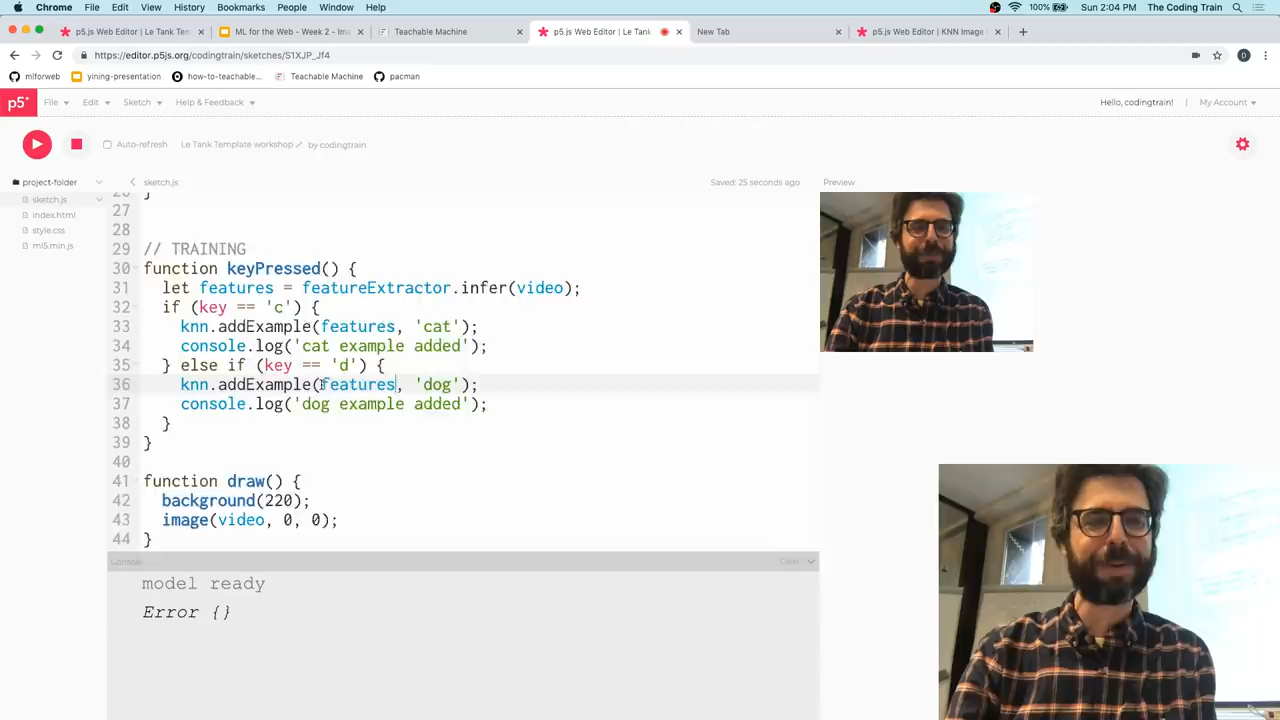 Chrome File Edit View History Bookmarks People Window Help 100% Sun 2:04 PM The Coding Train
p5.js Web Editor | Le Tank Tem
ML for the Web - Week 2 - Ima
Teachable Machine
p5.js Web Editor | Le Tank
New Tab
p5.js Web Editor | KNN Image
https://editor.p5js.org/codingtrain/sketches/S1XJP_Jf4
D
mlforweb yining-presentation how-to-teachable... Teachable Machine pacman
p5* File Edit Sketch Help & Feedback Hello, codingtrain! | My Account
Auto-refresh Le Tank Template workshop by codingtrain
project-folder sketch.js Saved: 25 seconds ago Preview
sketch.js
index.html
style.css
ml5.min.js
26 }
27
28
29 // TRAINING
30 function keyPressed() {
31 let features = featureExtractor.infer(video);
32 if (key == 'c') {
33 knn.addExample(features, 'cat');
34 console.log('cat example added');
35 } else if (key == 'd') {
36 knn.addExample(features, 'dog');
37 console.log('dog example added');
38 }
39 }
40
41 function draw() {
42 background(220);
43 image(video, 0, 0);
44 }
Console Clear
model ready
Error {}